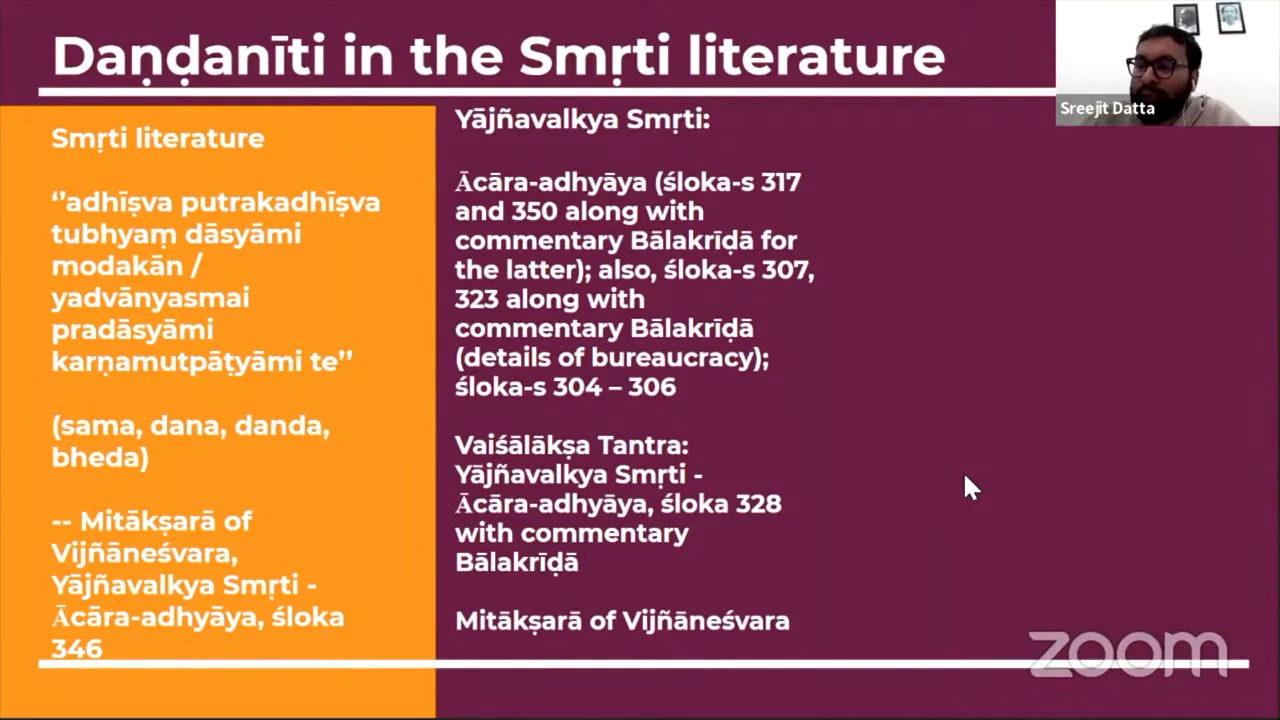 Daṇḍanīti in the Smṛti literature
Sreejit Datta
Smṛti literature
‘’adhīṣva putrakadhīṣva
tubhyaṃ dāsyāmi
modakān /
yadvānyasmai
pradāsyāmi
karṇamutpāṭyāmi te’’
(sama, dana, danda,
bheda)
-- Mitākṣarā of
Vijñāneśvara,
Yājñavalkya Smṛti -
Ācāra-adhyāya, śloka
346
Yājñavalkya Smṛti:
Ācāra-adhyāya (śloka-s 317
and 350 along with
commentary Bālakrīḍā for
the latter); also, śloka-s 307,
323 along with
commentary Bālakrīḍā
(details of bureaucracy);
śloka-s 304 – 306
Vaiśālākṣa Tantra:
Yājñavalkya Smṛti -
Ācāra-adhyāya, śloka 328
with commentary
Bālakrīḍā
Mitākṣarā of Vijñāneśvara
zoom